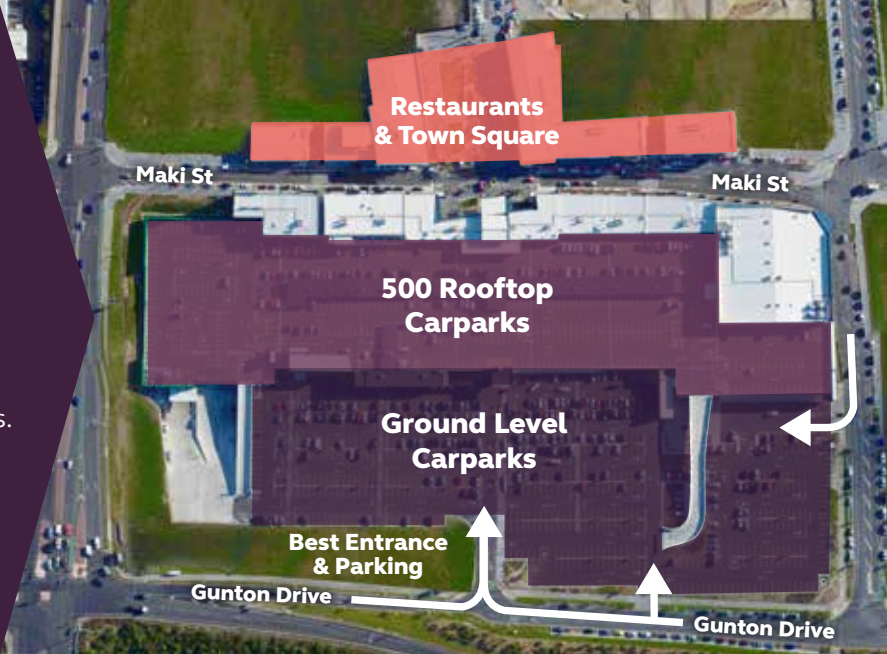 Restaurants
& Town Square
Maki St
Maki St
500 Rooftop
Carparks
s.
Ground Level
Carparks
Best Entrance
& Parking
Gunton Drive
Gunton Drive